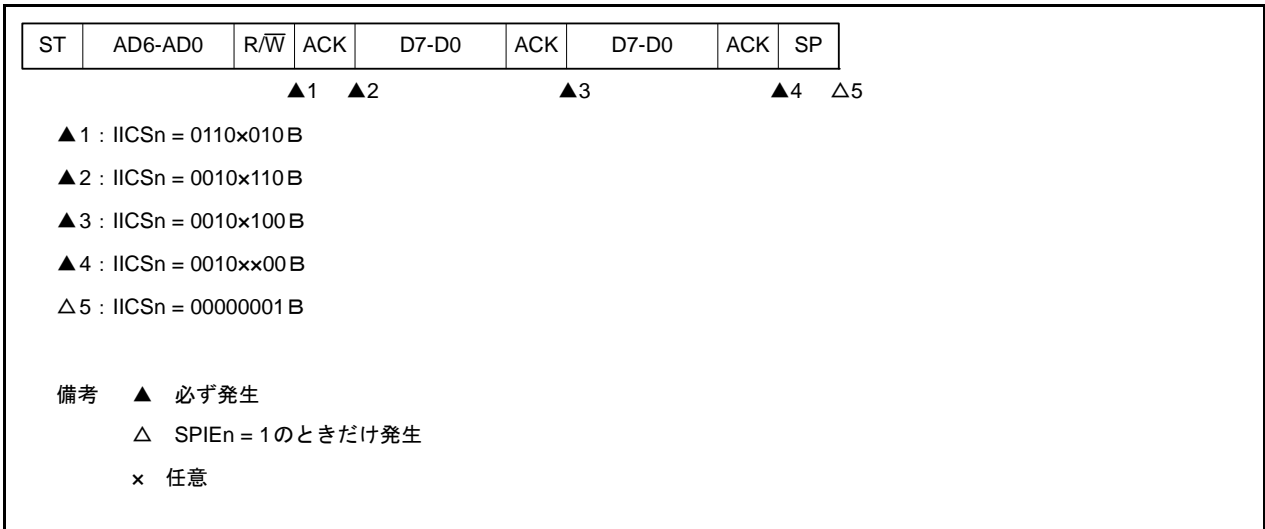 ST AD6-AD0 R/W̅ ACK D7-D0 ACK D7-D0 ACK SP
▲1 ▲2 ▲3 ▲4 △5
▲1：IICSn = 0110×010B
▲2：IICSn = 0010×110B
▲3：IICSn = 0010×100B
▲4：IICSn = 0010××00B
△5：IICSn = 00000001B
備考 ▲ 必ず発生
△ SPIEn = 1のときだけ発生
× 任意